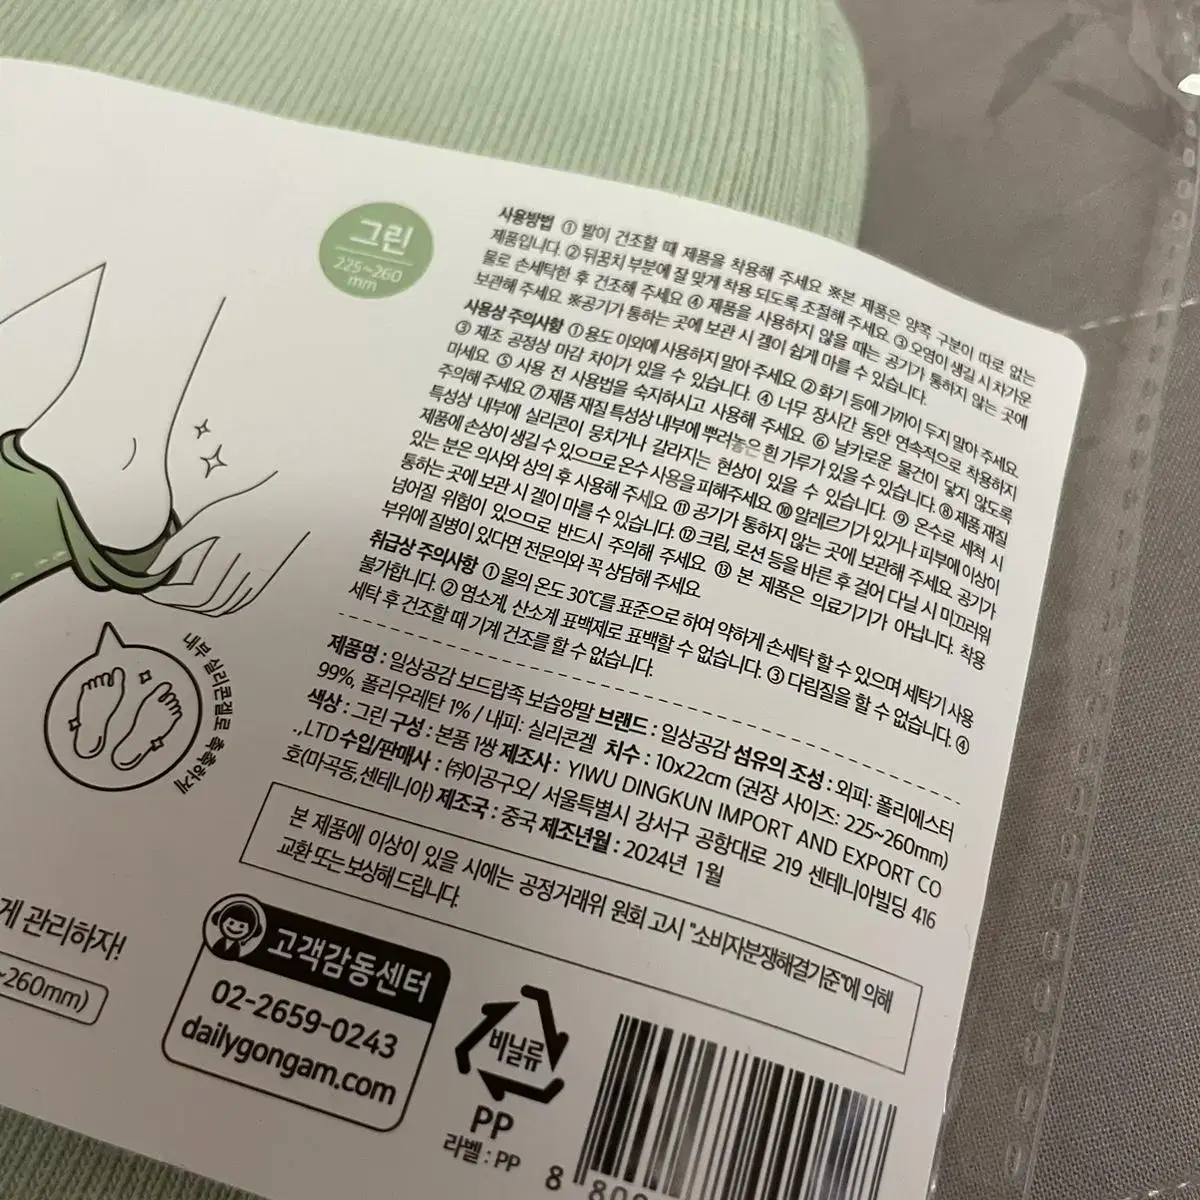 그린
225~260
mm
사용방법 ① 발이 건조할 때 제품을 착용해 주세요 ※본 제품은 양쪽 구분이 따로 없는
제품입니다. ② 뒤꿈치 부분에 잘 맞게 착용 되도록 조절해 주세요 ③ 오염이 생길 시 차가운
물로 손세탁한 후 건조해 주세요 ④ 제품을 사용하지 않을 때는 공기가 통하지 않는 곳에
보관해 주세요 ※공기가 통하는 곳에 보관 시 겔이 쉽게 마를 수 있습니다.
사용상 주의사항 ①용도 이외에 사용하지 말아 주세요 ② 화기 등에 가까이 두지 말아 주세요
③ 제조 공정상 마감 차이가 있을 수 있습니다. ④ 너무 장시간 동안 연속적으로 착용하지
마세요 ⑤ 사용 전 사용법을 숙지하시고 사용해 주세요 ⑥ 날카로운 물건이 닿지 않도록
주의해 주세요 ⑦ 제품 재질 특성상 내부에 뿌려놓은 흰 가루가 있을 수 있습니다. ⑧ 제품 재질
특성상 내부에 실리콘이 뭉치거나 갈라지는 현상이 있을 수 있습니다. ⑨ 온수로 세척 시
제품에 손상이 생길 수 있으므로 온수 사용을 피해주세요 ⑩ 알레르기가 있거나 피부에 이상이
있는 분은 의사와 상의 후 사용해 주세요 ⑪ 공기가 통하지 않는 곳에 보관해 주세요 공기가
통하는 곳에 보관 시 겔이 마를 수 있습니다. ⑫ 크림, 로션 등을 바른 후 걸어 다닐 시 미끄러워
넘어질 위험이 있으므로 반드시 주의해 주세요 ⑬ 본 제품은 의료기기가 아닙니다. 착용
부위에 질병이 있다면 전문의와 꼭 상담해 주세요.
취급상 주의사항 ① 물의 온도 30℃를 표준으로 하여 약하게 손세탁 할 수 있으며 세탁기 사용
불가합니다. ② 염소계, 산소계 표백제로 표백할 수 없습니다. ③ 다림질을 할 수 없습니다. ④
세탁 후 건조할 때 기계 건조를 할 수 없습니다.
내부 실리콘겔로 촉촉하게
제품명 : 일상공감 보드랍족 보습양말 브랜드 : 일상공감 섬유의 조성 : 외피: 폴리에스터
99%, 폴리우레탄 1% / 내피: 실리콘겔 치수 : 10x22cm (권장 사이즈: 225~260mm)
색상 : 그린 구성 : 본품 1쌍 제조사 : YIWU DINGKUN IMPORT AND EXPORT CO
.,LTD 수입/판매사 : ㈜이공구오/ 서울특별시 강서구 공항대로 219 센테니아빌딩 416
호(마곡동,센테니아) 제조국 : 중국 제조년월 : 2024년 1월
본 제품에 이상이 있을 시에는 공정거래위 원회 고시 "소비자분쟁해결기준"에 의해
교환 또는 보상해 드립니다.
게 관리하자!
~260mm)
고객감동센터
02-2659-0243
dailygongam.com
비닐류
PP
라벨 : PP
8